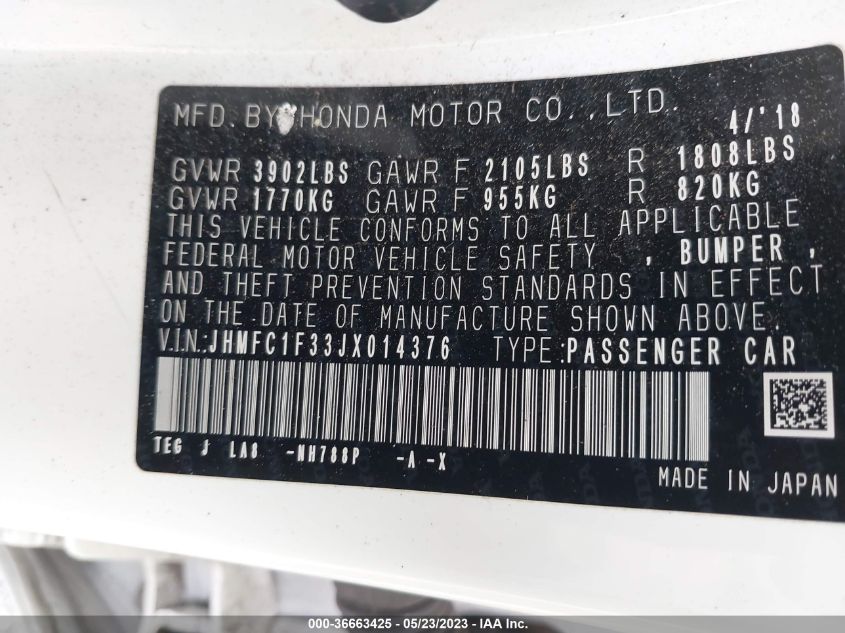 MFD. BY HONDA MOTOR CO., LTD. 4/'18
GVWR 3902LBS GAWR F 2105LBS R 1808LBS
GVWR 1770KG GAWR F 955KG R 820KG
THIS VEHICLE CONFORMS TO ALL APPLICABLE
FEDERAL MOTOR VEHICLE SAFETY , BUMPER ,
AND THEFT PREVENTION STANDARDS IN EFFECT
ON THE DATE OF MANUFACTURE SHOWN ABOVE.
V.I.N.:JHMFC1F33JX014376 TYPE:PASSENGER CAR
TEG J LA8 -NH788P -A -X
MADE IN JAPAN
000-36663425 - 05/23/2023 - IAA Inc.